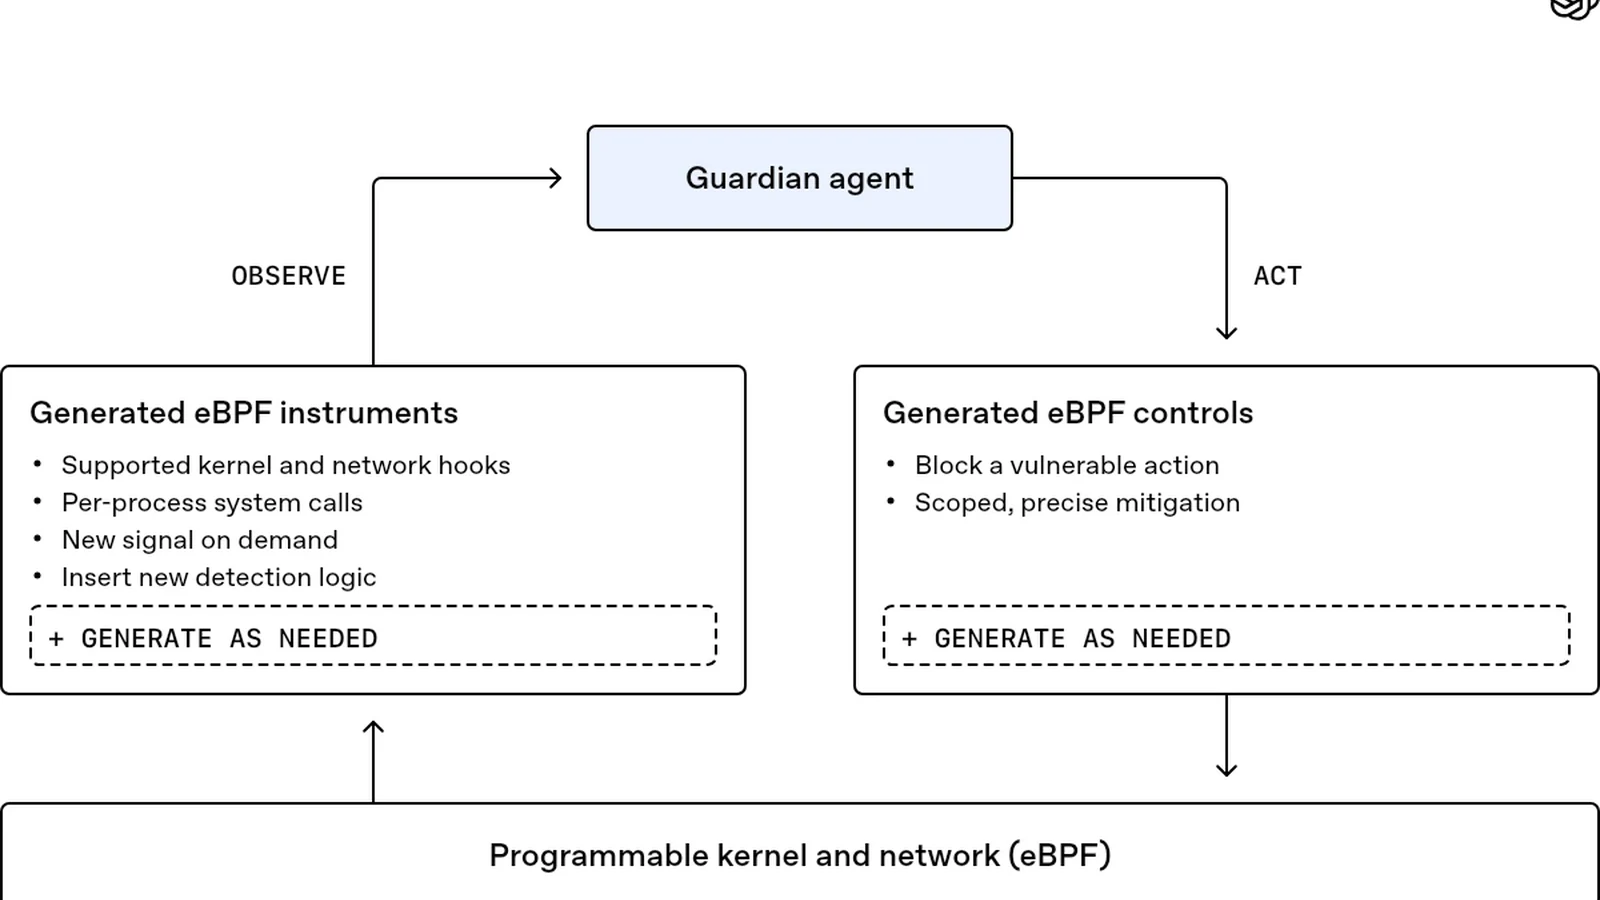 Guardian agent
OBSERVE
ACT
Generated eBPF instruments
• Supported kernel and network hooks
• Per-process system calls
• New signal on demand
• Insert new detection logic
+ GENERATE AS NEEDED
Generated eBPF controls
• Block a vulnerable action
• Scoped, precise mitigation
+ GENERATE AS NEEDED
Programmable kernel and network (eBPF)